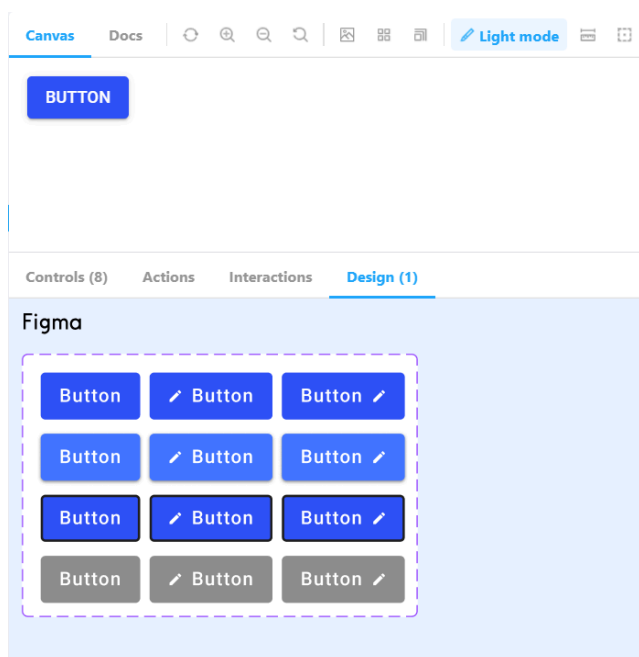 Canvas Docs Light mode
BUTTON
Controls (8) Actions Interactions Design (1)
Figma
Button Button Button
Button Button Button
Button Button Button
Button Button Button